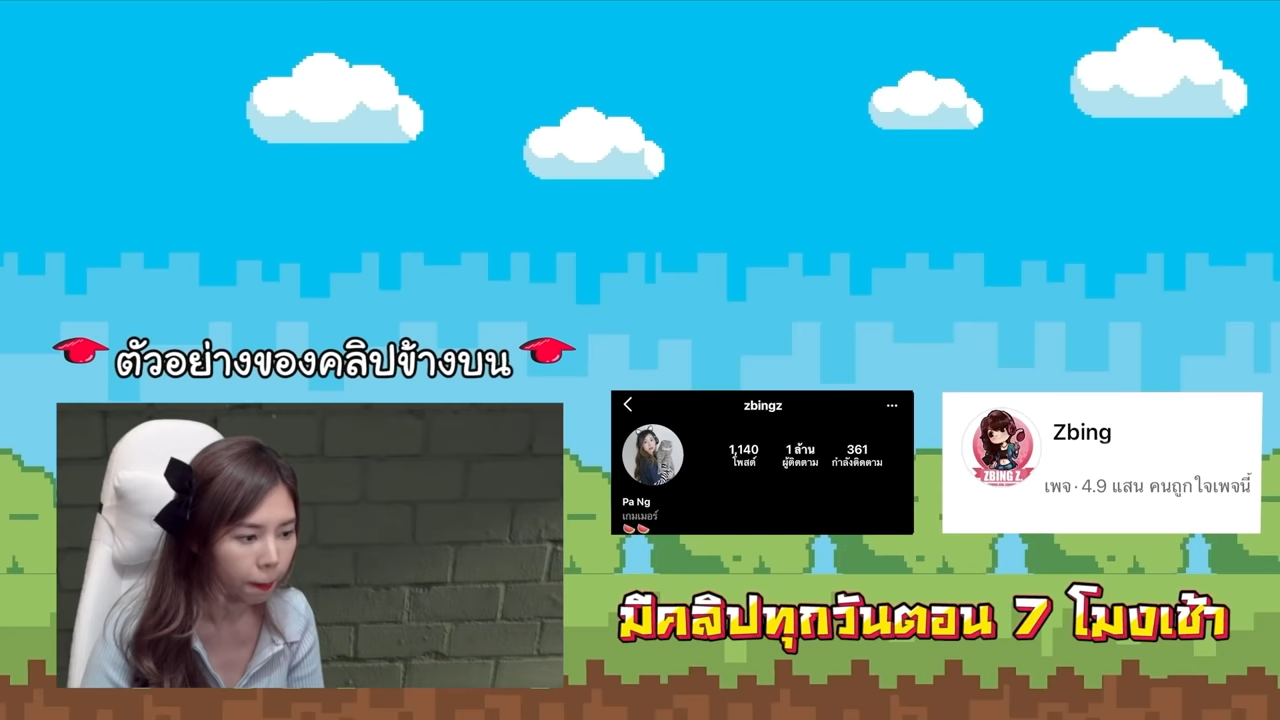 ตัวอย่างของคลิปข้างบน
zbingz
1,140 1 ล้าน 361
โพสต์ ผู้ติดตาม กำลังติดตาม
Pa Ng
เกมเมอร์
Zbing
เพจ · 4.9 แสน คนถูกใจเพจนี้
ZBING Z.
มีคลิปทุกวันตอน 7 โมงเช้า